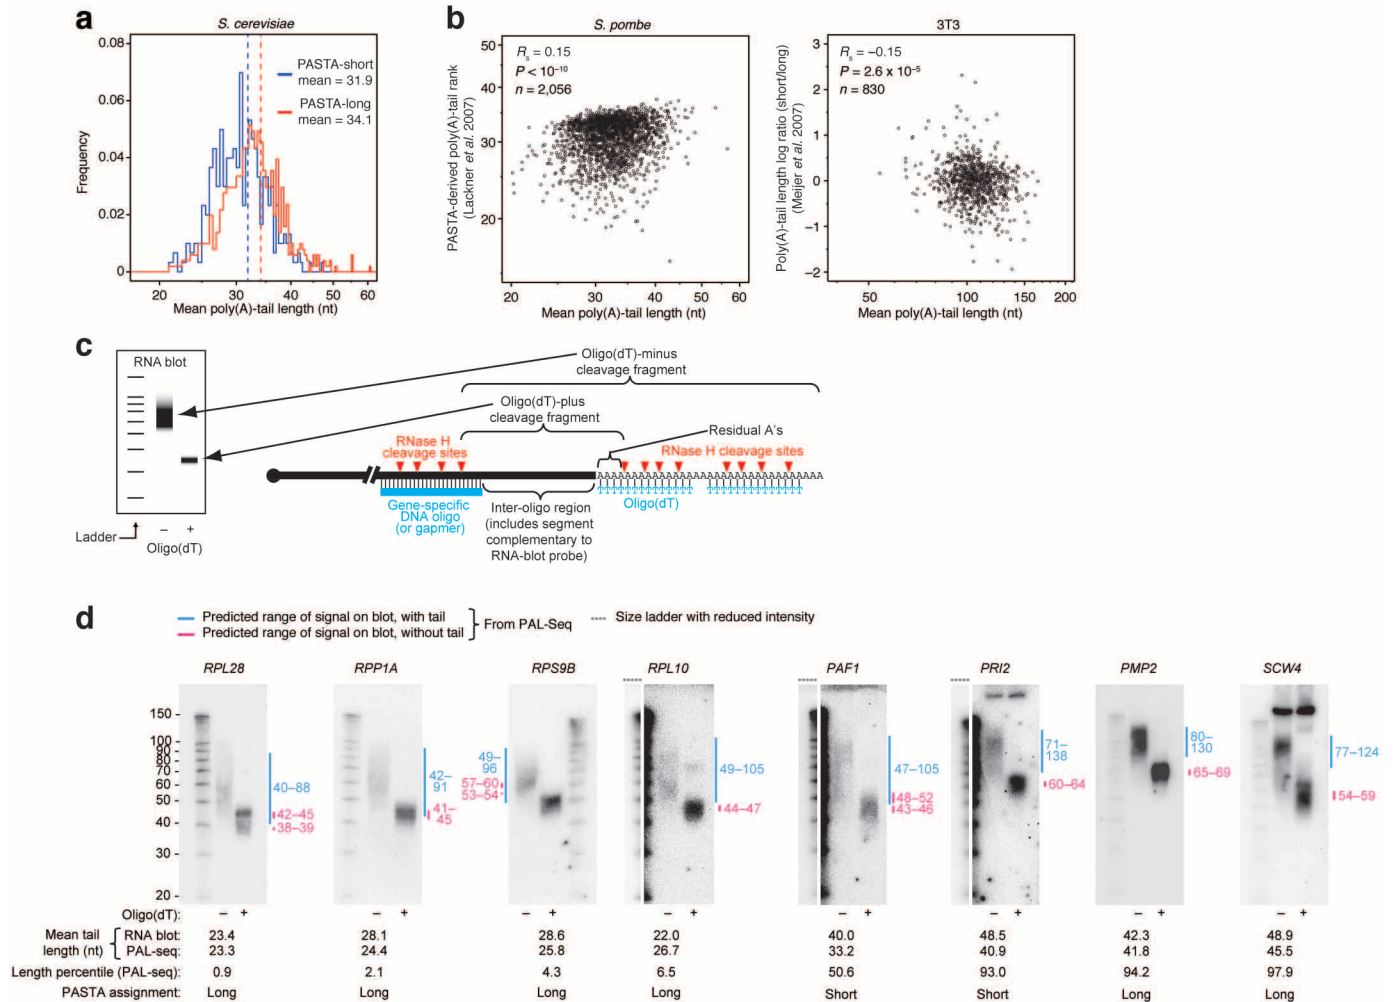 a
S. cerevisiae
PASTA-short
mean = 31.9
PASTA-long
mean = 34.1
Frequency
0.08
0.06
0.04
0.02
0
20
30
40
50
60
Mean poly(A)-tail length (nt)
b
S. pombe
Rs = 0.15
P < 10⁻¹⁰
n = 2,056
PASTA-derived poly(A)-tail rank
(Lackner et al. 2007)
50
40
30
20
20
30
40
50
60
Mean poly(A)-tail length (nt)
3T3
Rs = −0.15
P = 2.6 x 10⁻⁵
n = 830
Poly(A)-tail length log ratio (short/long)
(Meijer et al. 2007)
3
2
1
0
−1
−2
50
100
150
200
Mean poly(A)-tail length (nt)
c
RNA blot
Ladder
− +
Oligo(dT)
Oligo(dT)-minus
cleavage fragment
Oligo(dT)-plus
cleavage fragment
Residual A's
RNase H
cleavage sites
RNase H cleavage sites
Gene-specific
DNA oligo
(or gapmer)
Inter-oligo region
(includes segment
complementary to
RNA-blot probe)
Oligo(dT)
d
Predicted range of signal on blot, with tail
Predicted range of signal on blot, without tail
From PAL-Seq
Size ladder with reduced intensity
RPL28 RPP1A RPS9B RPL10 PAF1 PRI2 PMP2 SCW4
150
100
90
80
70
60
50
40
30
20
40–88
42–45
38–39
42–
91
41–
45
49–
96
57–60
53–54
49–105
44–47
47–105
48–52
43–46
71–
138
60–64
80–
130
65–69
77–124
54–59
Oligo(dT): − + − + − + − + − + − + − + − +
Mean tail
length (nt)
RNA blot: 23.4 28.1 28.6 22.0 40.0 48.5 42.3 48.9
PAL-seq: 23.3 24.4 25.8 26.7 33.2 40.9 41.8 45.5
Length percentile (PAL-seq): 0.9 2.1 4.3 6.5 50.6 93.0 94.2 97.9
PASTA assignment: Long Long Long Long Short Short Long Long